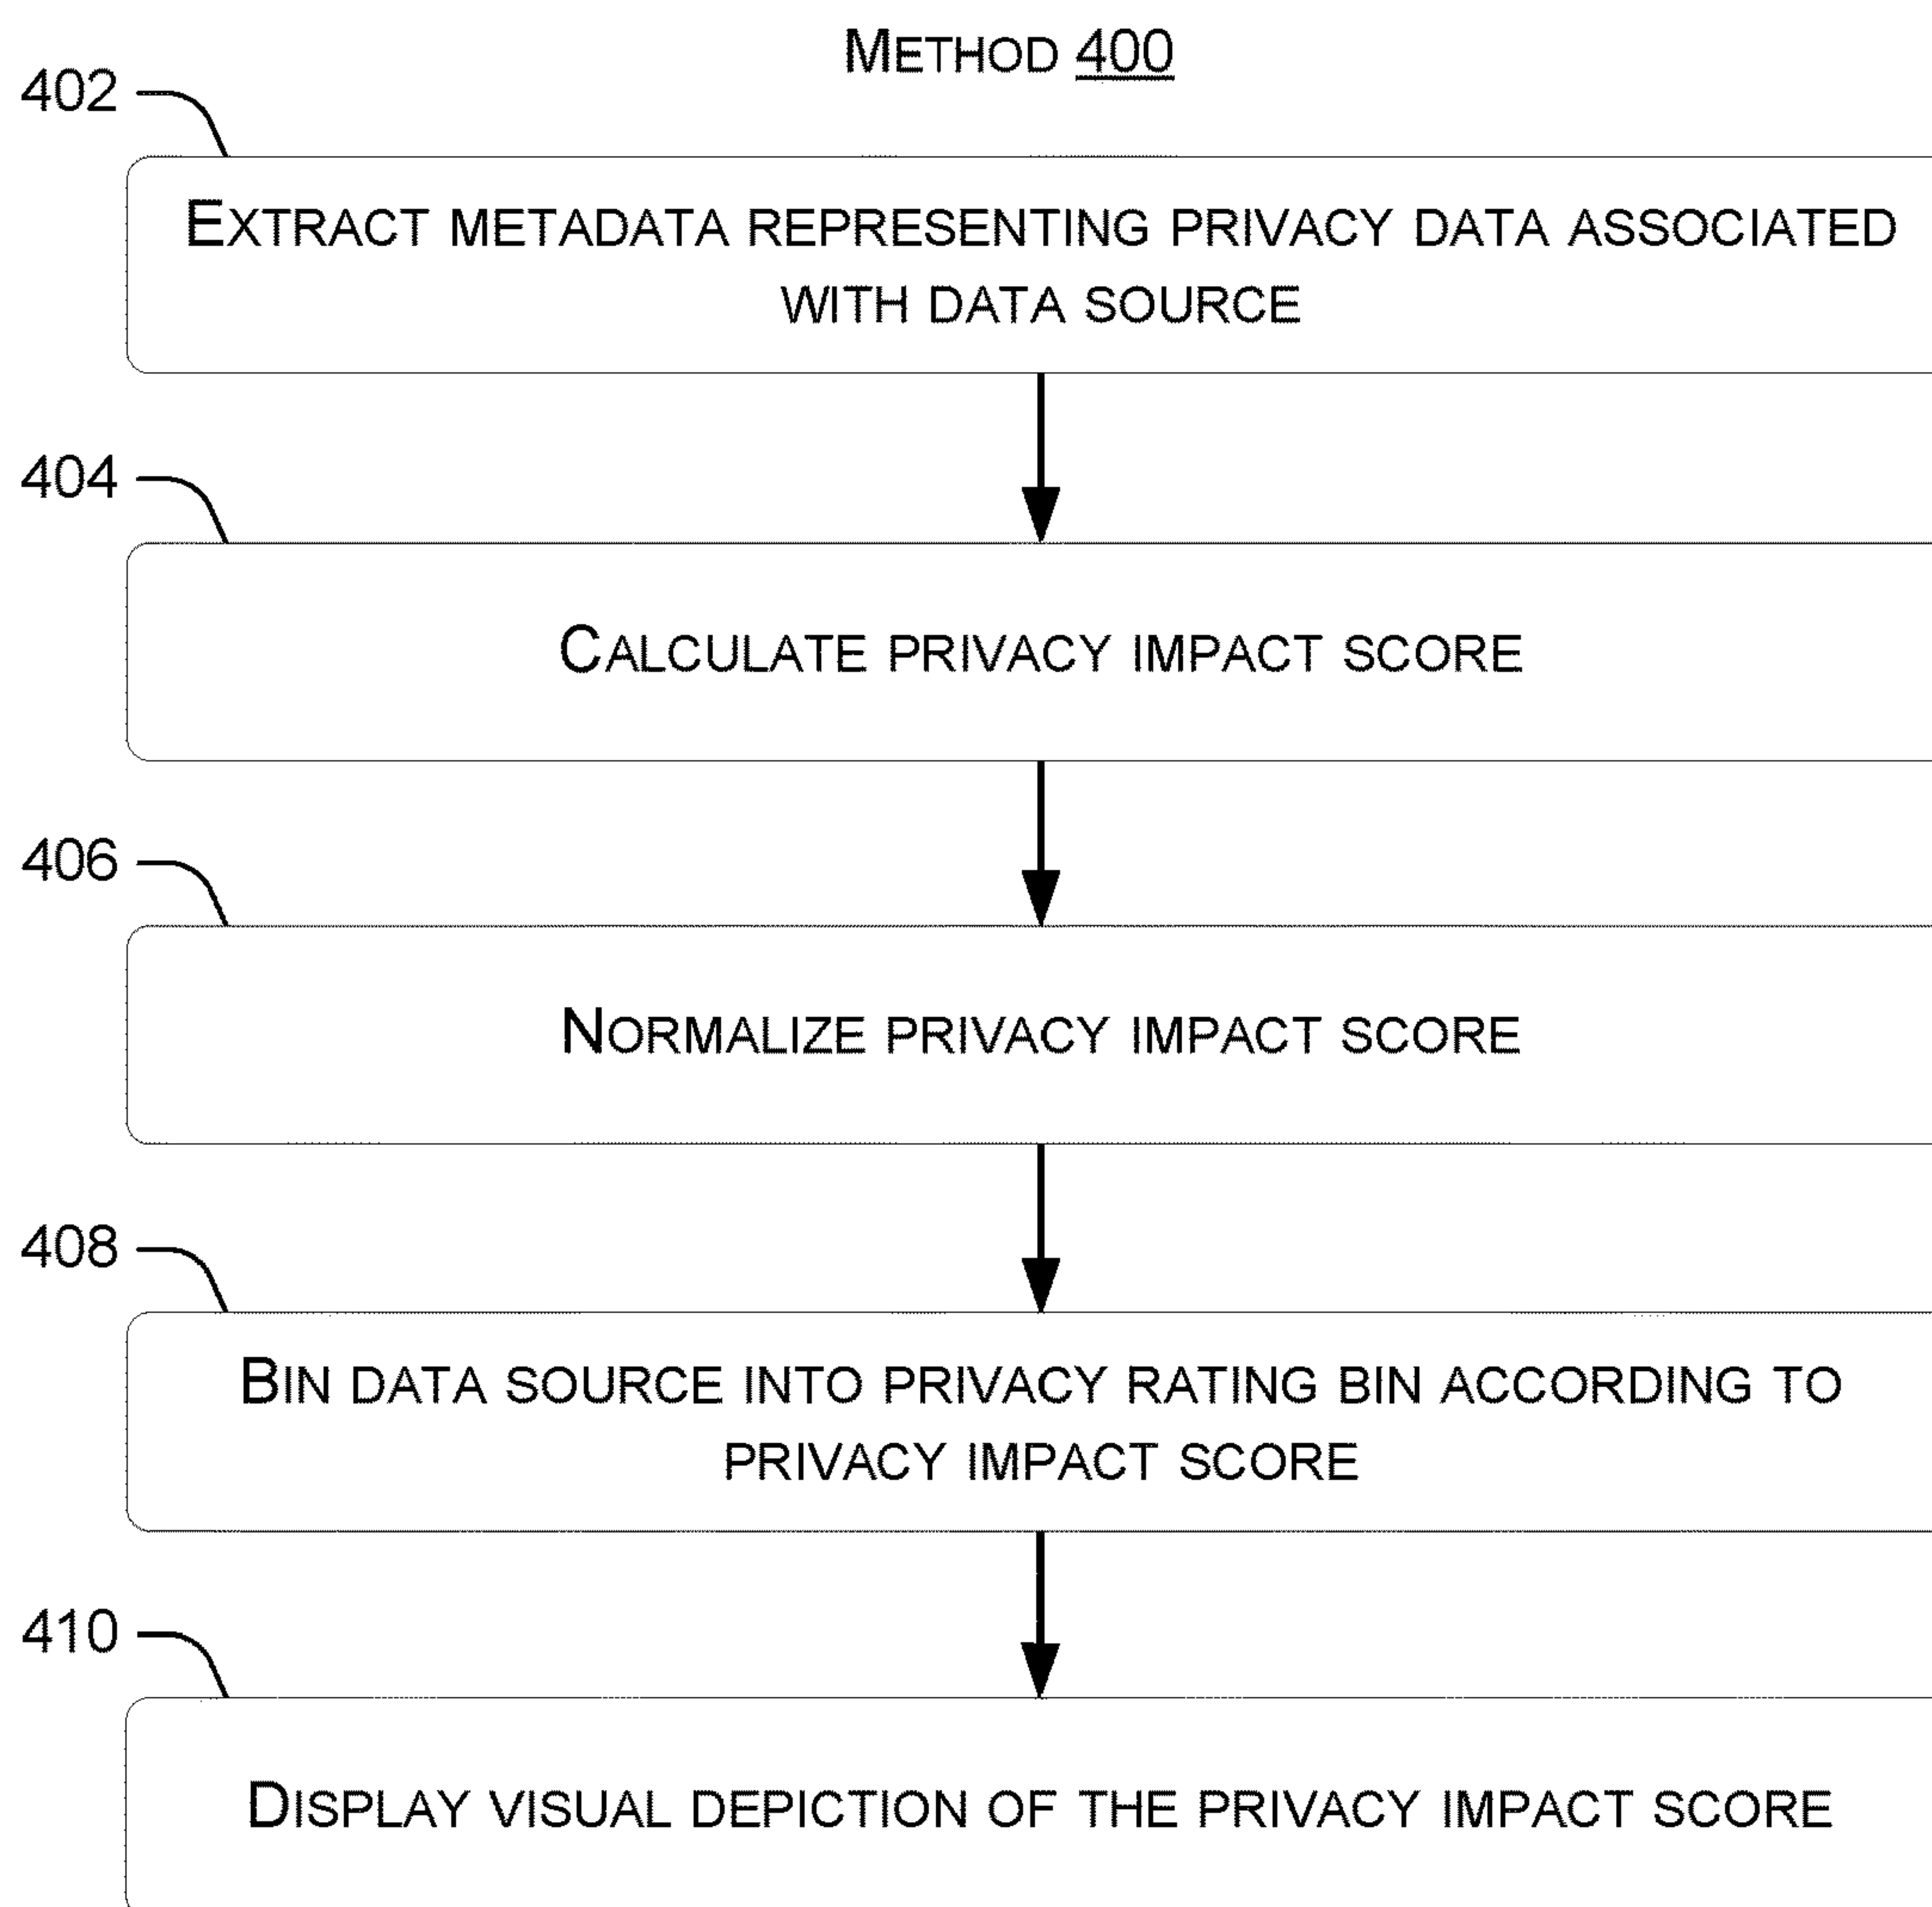 METHOD 400
402
EXTRACT METADATA REPRESENTING PRIVACY DATA ASSOCIATED
WITH DATA SOURCE
404
CALCULATE PRIVACY IMPACT SCORE
406
NORMALIZE PRIVACY IMPACT SCORE
408
BIN DATA SOURCE INTO PRIVACY RATING BIN ACCORDING TO
PRIVACY IMPACT SCORE
410
DISPLAY VISUAL DEPICTION OF THE PRIVACY IMPACT SCORE